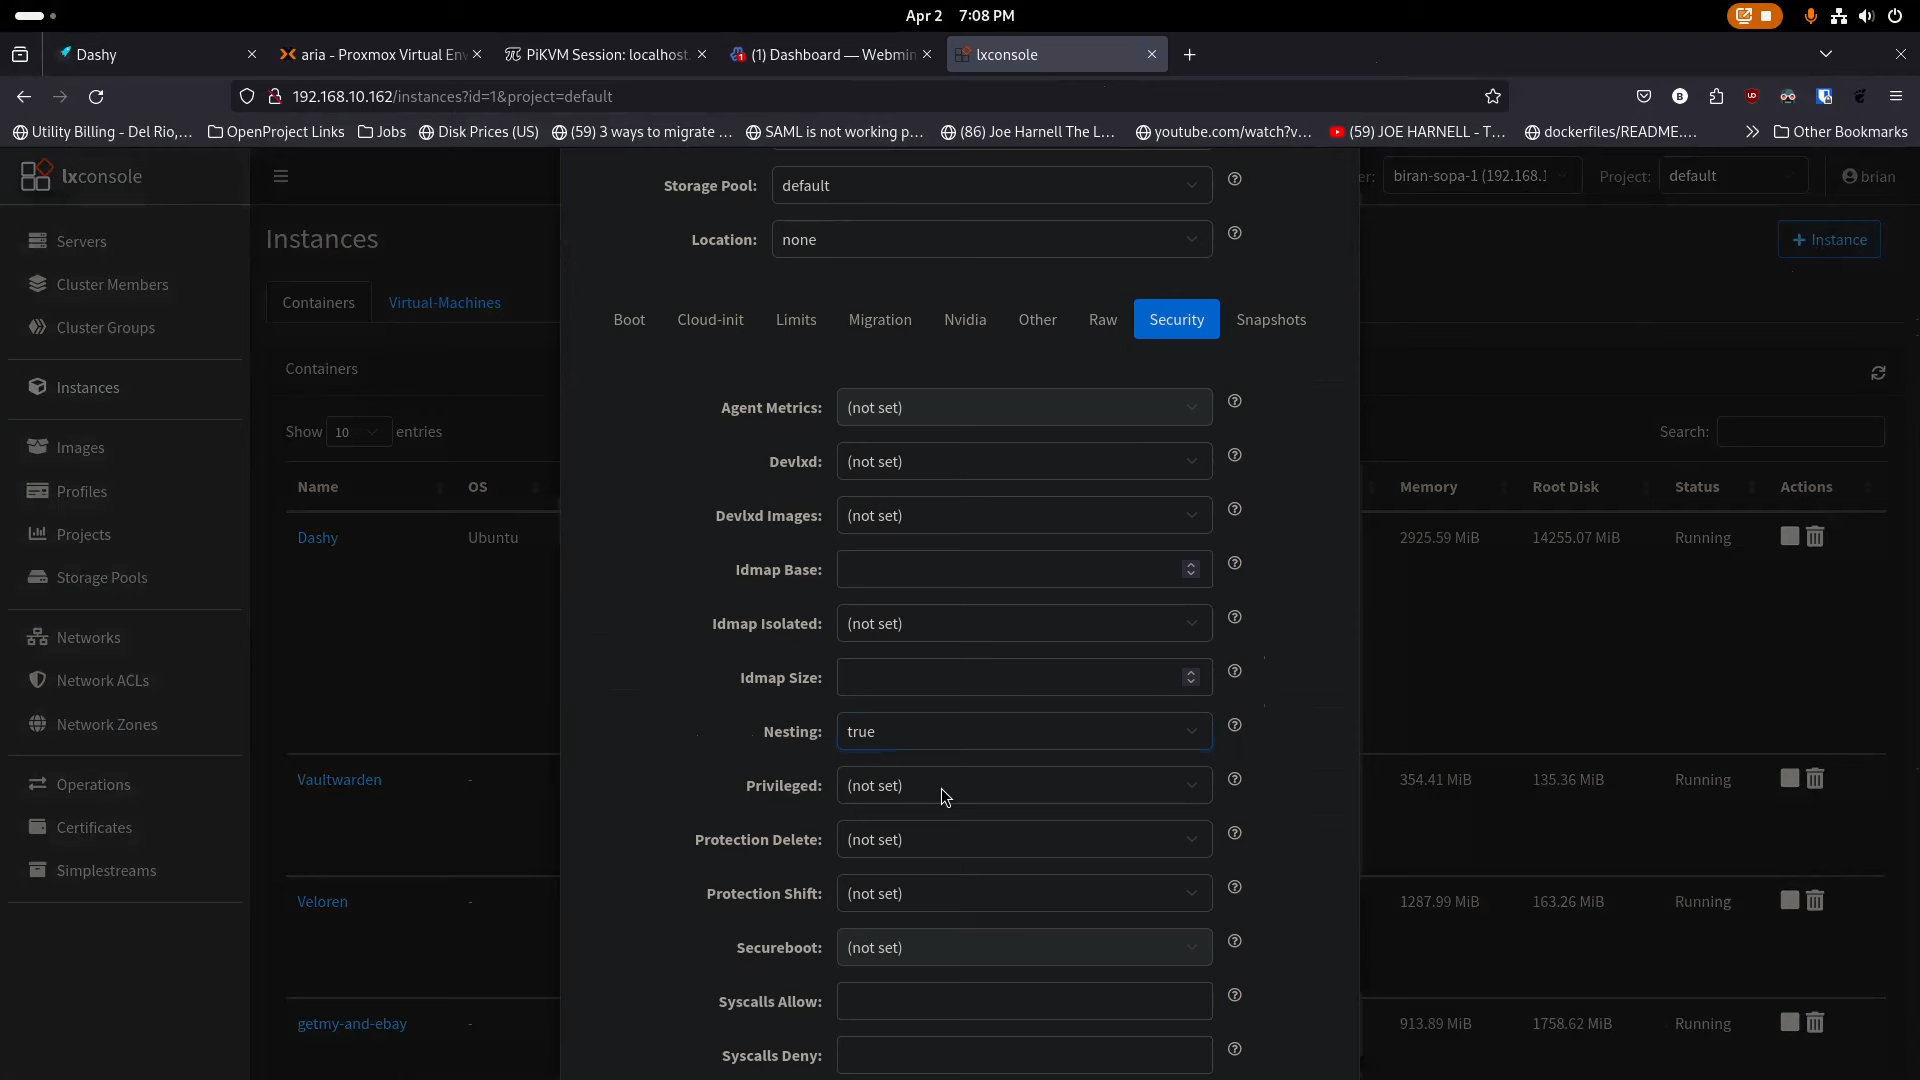 Apr 2 7:08 PM
Dashy
aria - Proxmox Virtual En
PiKVM Session: localhost
(1) Dashboard — Webmin
lxconsole
192.168.10.162/instances?id=1&project=default
Utility Billing - Del Rio,...
OpenProject Links
Jobs
Disk Prices (US)
(59) 3 ways to migrate ...
SAML is not working p...
(86) Joe Harnell The L...
youtube.com/watch?v...
(59) JOE HARNELL - T...
dockerfiles/README....
Other Bookmarks
lxconsole
er:
biran-sopa-1 (192.168.1
Project:
default
brian
Servers
Cluster Members
Cluster Groups
Instances
Images
Profiles
Projects
Storage Pools
Networks
Network ACLs
Network Zones
Operations
Certificates
Simplestreams
Instances
+ Instance
Containers
Virtual-Machines
Containers
Show 10 entries
Search:
Name
OS
Memory
Root Disk
Status
Actions
Dashy
Ubuntu
2925.59 MiB
14255.07 MiB
Running
Vaultwarden
-
354.41 MiB
135.36 MiB
Running
Veloren
-
1287.99 MiB
163.26 MiB
Running
getmy-and-ebay
-
913.89 MiB
1758.62 MiB
Running
Storage Pool: default
Location: none
Boot
Cloud-init
Limits
Migration
Nvidia
Other
Raw
Security
Snapshots
Agent Metrics: (not set)
Devlxd: (not set)
Devlxd Images: (not set)
Idmap Base:
Idmap Isolated: (not set)
Idmap Size:
Nesting: true
Privileged: (not set)
Protection Delete: (not set)
Protection Shift: (not set)
Secureboot: (not set)
Syscalls Allow:
Syscalls Deny: